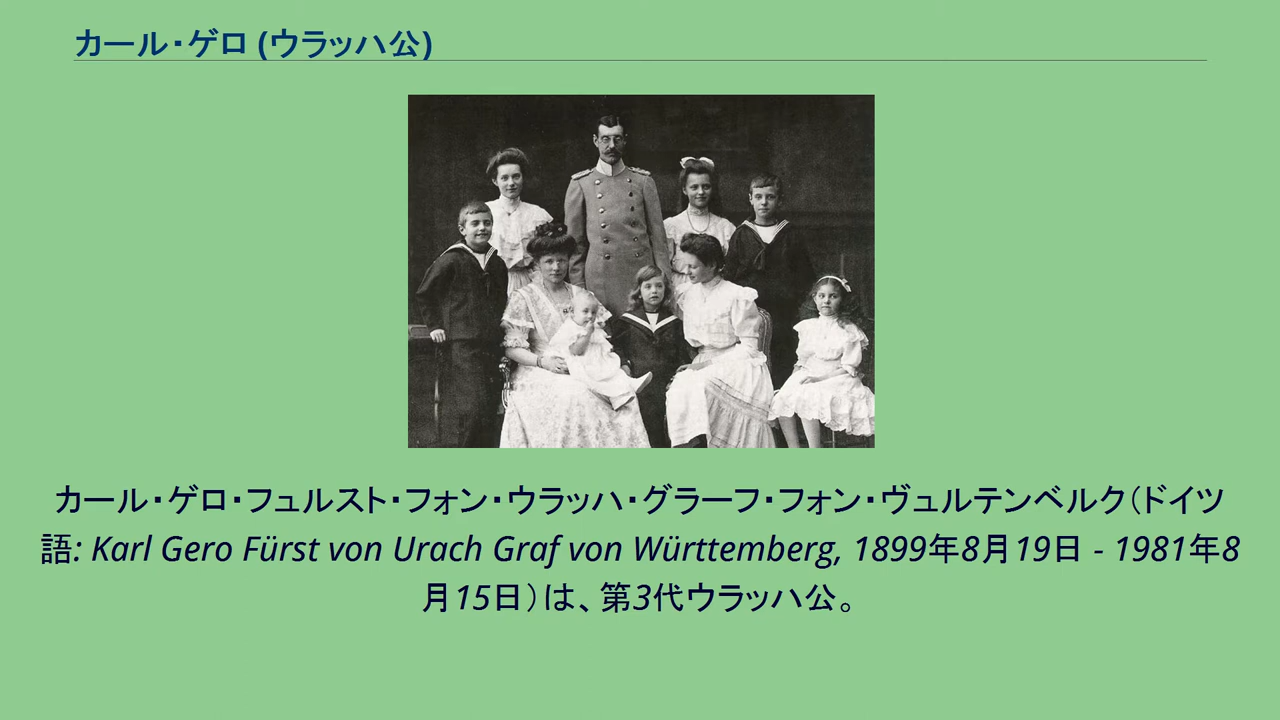 カール・ゲロ (ウラッハ公)
カール・ゲロ・フュルスト・フォン・ウラッハ・グラーフ・フォン・ヴュルテンベルク（ドイツ
語: Karl Gero Fürst von Urach Graf von Württemberg, 1899年8月19日 - 1981年8
月15日）は、第3代ウラッハ公。